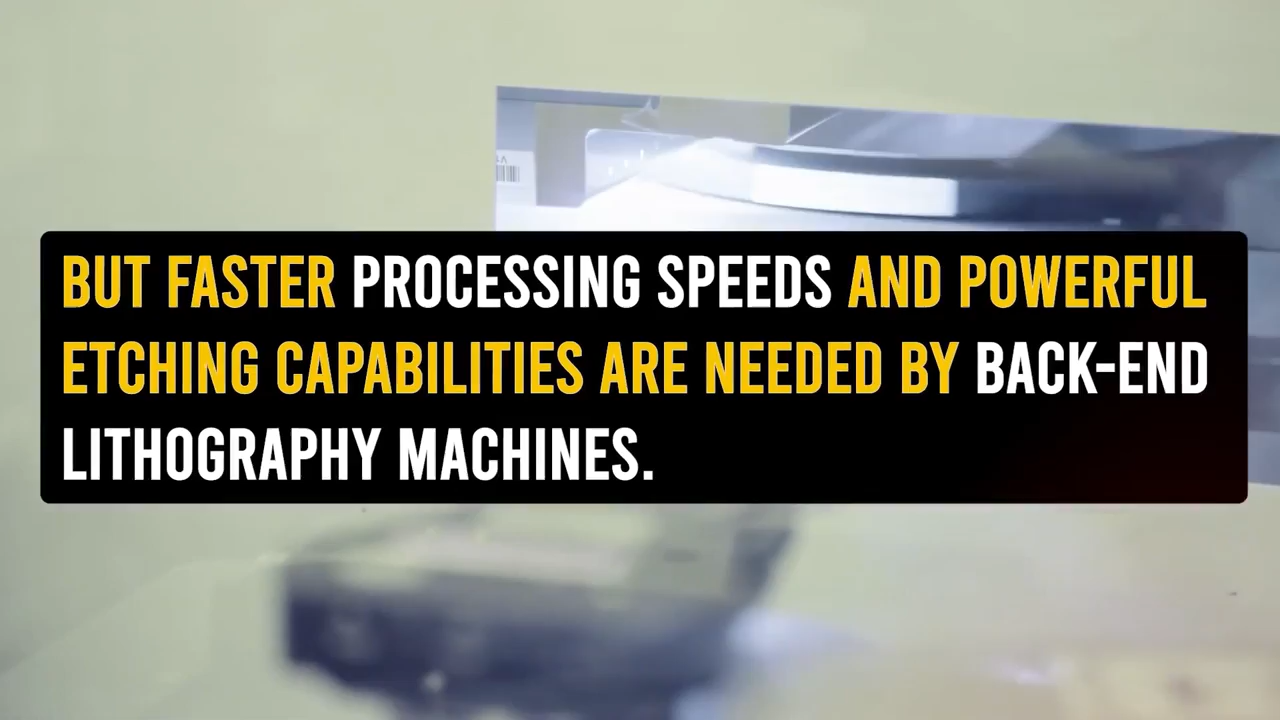 BUT FASTER PROCESSING SPEEDS AND POWERFUL
ETCHING CAPABILITIES ARE NEEDED BY BACK-END
LITHOGRAPHY MACHINES.